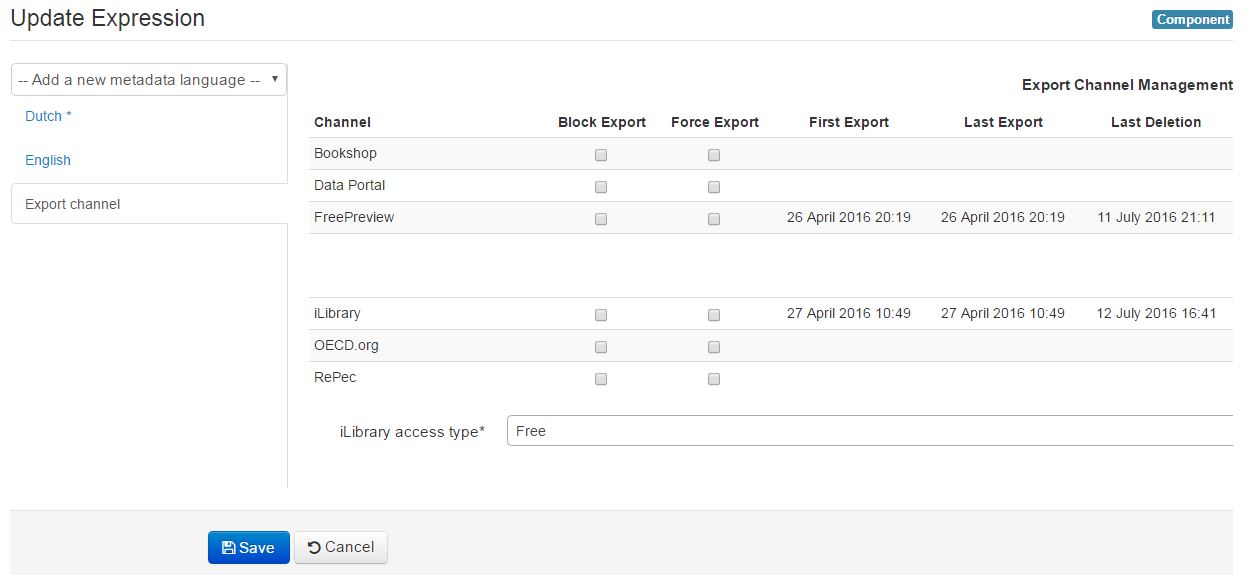 Update Expression Component
-- Add a new metadata language --
Dutch *
English
Export channel
Export Channel Management
Channel Block Export Force Export First Export Last Export Last Deletion
Bookshop
Data Portal
FreePreview 26 April 2016 20:19 26 April 2016 20:19 11 July 2016 21:11
iLibrary 27 April 2016 10:49 27 April 2016 10:49 12 July 2016 16:41
OECD.org
RePec
iLibrary access type* Free
Save Cancel